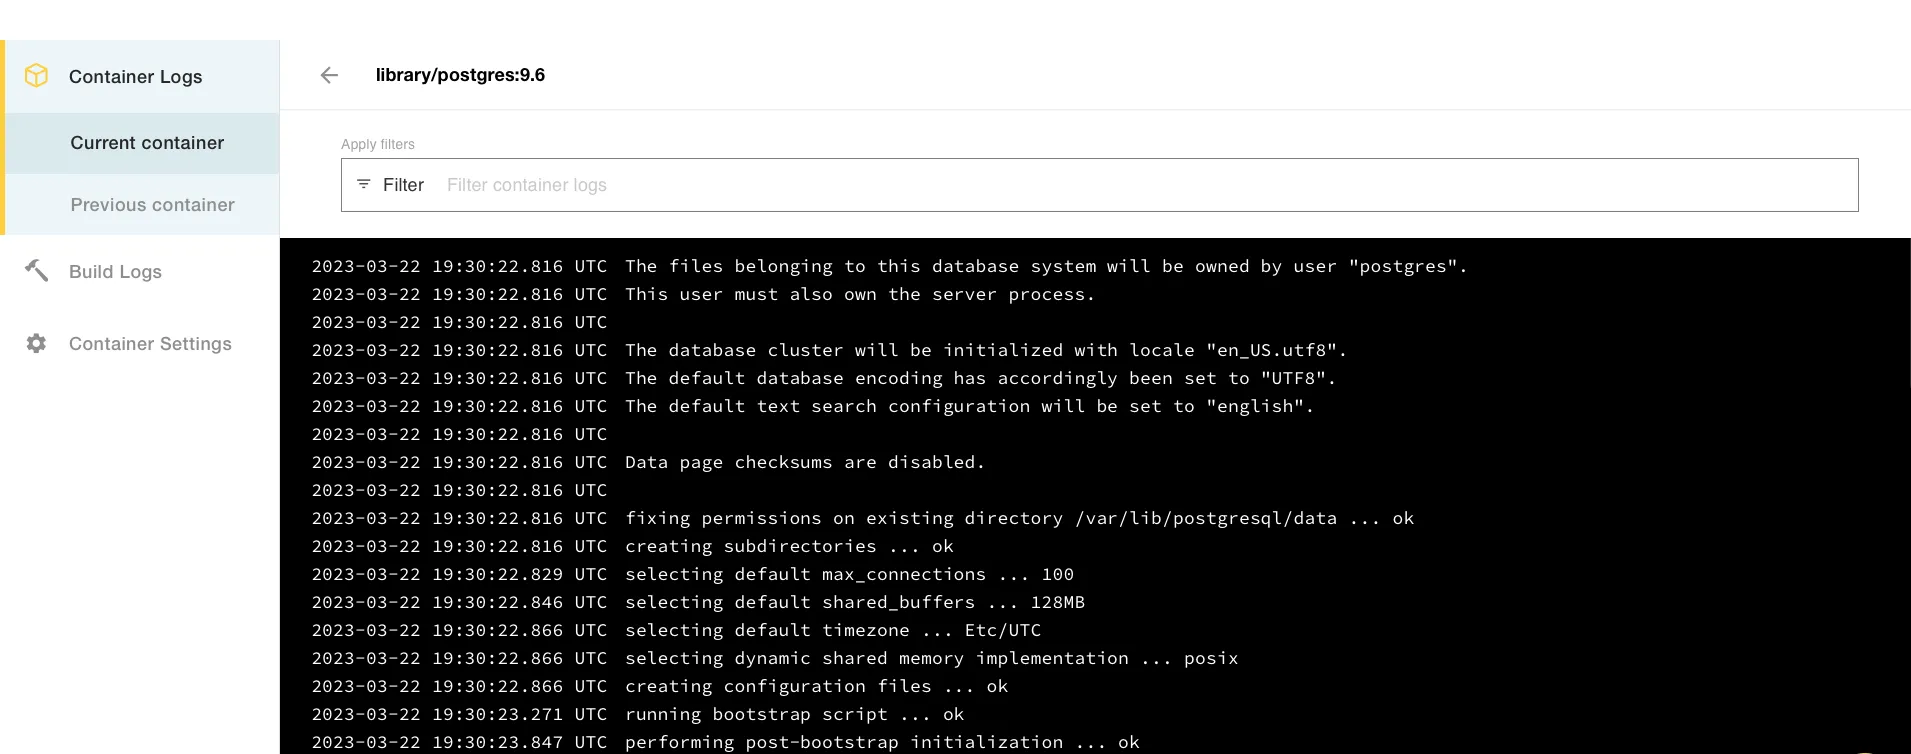 Container Logs
Current container
Previous container
Build Logs
Container Settings
library/postgres:9.6
Apply filters
Filter Filter container logs
2023-03-22 19:30:22.816 UTC The files belonging to this database system will be owned by user "postgres".
2023-03-22 19:30:22.816 UTC This user must also own the server process.
2023-03-22 19:30:22.816 UTC
2023-03-22 19:30:22.816 UTC The database cluster will be initialized with locale "en_US.utf8".
2023-03-22 19:30:22.816 UTC The default database encoding has accordingly been set to "UTF8".
2023-03-22 19:30:22.816 UTC The default text search configuration will be set to "english".
2023-03-22 19:30:22.816 UTC
2023-03-22 19:30:22.816 UTC Data page checksums are disabled.
2023-03-22 19:30:22.816 UTC
2023-03-22 19:30:22.816 UTC fixing permissions on existing directory /var/lib/postgresql/data ... ok
2023-03-22 19:30:22.816 UTC creating subdirectories ... ok
2023-03-22 19:30:22.829 UTC selecting default max_connections ... 100
2023-03-22 19:30:22.846 UTC selecting default shared_buffers ... 128MB
2023-03-22 19:30:22.866 UTC selecting default timezone ... Etc/UTC
2023-03-22 19:30:22.866 UTC selecting dynamic shared memory implementation ... posix
2023-03-22 19:30:22.866 UTC creating configuration files ... ok
2023-03-22 19:30:23.271 UTC running bootstrap script ... ok
2023-03-22 19:30:23.847 UTC performing post-bootstrap initialization ... ok